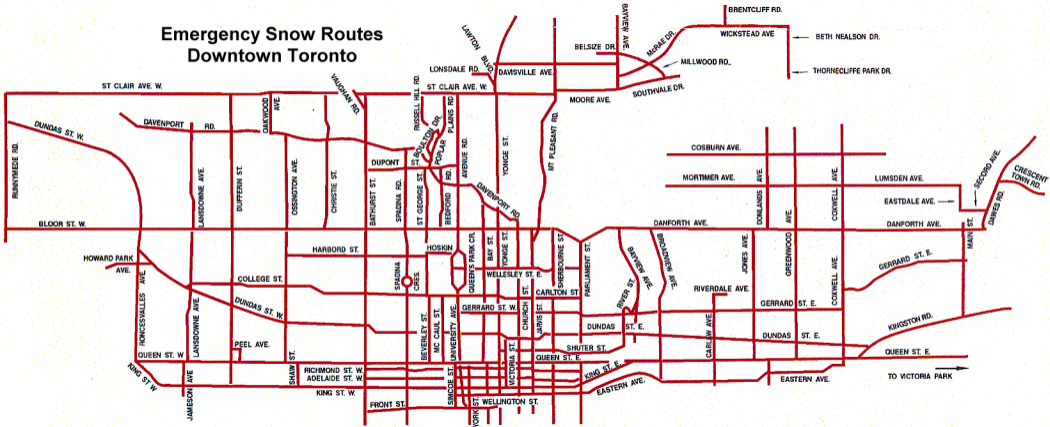 Emergency Snow Routes
Downtown Toronto
BRENTCLIFF RD.
WICKSTEAD AVE
BETH NEALSON DR.
LAWTON BLVD.
BAYVIEW AVE.
BELSIZE DR.
McRAE DR.
MILLWOOD RD.
THORNECLIFFE PARK DR.
LONSDALE RD.
DAVISVILLE AVE.
SOUTHVALE DR.
MOORE AVE.
ST CLAIR AVE. W.
VAUGHAN RD.
ST CLAIR AVE. W.
RUSSELL HILL RD.
POPLAR PLAINS RD
BOULTON DR.
OAKWOOD AVE.
DUNDAS ST. W.
DAVENPORT RD.
RUNNYMEDE RD.
LANSDOWNE AVE.
DUFFERIN ST.
OSSINGTON AVE.
CHRISTIE ST.
BATHURST ST.
DUPONT ST.
SPADINA RD.
ST GEORGE ST.
BEDFORD RD.
AVENUE RD.
DAVENPORT RD.
YONGE ST.
MT PLEASANT RD.
COSBURN AVE.
MORTIMER AVE.
LUMSDEN AVE.
SECORD AVE.
CRESCENT TOWN RD.
EASTDALE AVE.
DAWES RD.
DONLANDS AVE.
COXWELL AVE.
BLOOR ST. W
DANFORTH AVE.
DANFORTH AVE.
MAIN ST.
HOWARD PARK AVE.
HARBORD ST.
HOSKIN
QUEEN'S PARK CR.
BAY ST.
YONGE ST.
WELLESLEY ST. E.
SHERBOURNE ST.
PARLIAMENT ST.
BAYVIEW AVE.
BROADVIEW AVE.
JONES AVE.
GREENWOOD AVE.
COXWELL AVE.
GERRARD ST. E.
RONCESVALLES AVE.
COLLEGE ST.
SPADINA CRES.
CARLTON ST.
RIVER ST.
RIVERDALE AVE.
LANSDOWNE AVE.
DUNDAS ST. W.
GERRARD ST. W.
CHURCH ST.
JARVIS ST.
GERRARD ST. E.
KINGSTON RD.
BEVERLEY ST.
MC CAUL ST.
UNIVERSITY AVE.
DUNDAS ST. E.
CARLAW AVE.
DUNDAS ST. E.
PEEL AVE.
SHUTER ST.
QUEEN ST. W
VICTORIA ST.
QUEEN ST. E.
QUEEN ST. E.
KING ST. W
JAMESON AVE
SHAW ST.
RICHMOND ST. W.
ADELAIDE ST. W.
KING ST. W.
SIMCOE ST.
KING ST. E.
EASTERN AVE.
EASTERN AVE.
TO VICTORIA PARK
FRONT ST.
YORK ST.
WELLINGTON ST.